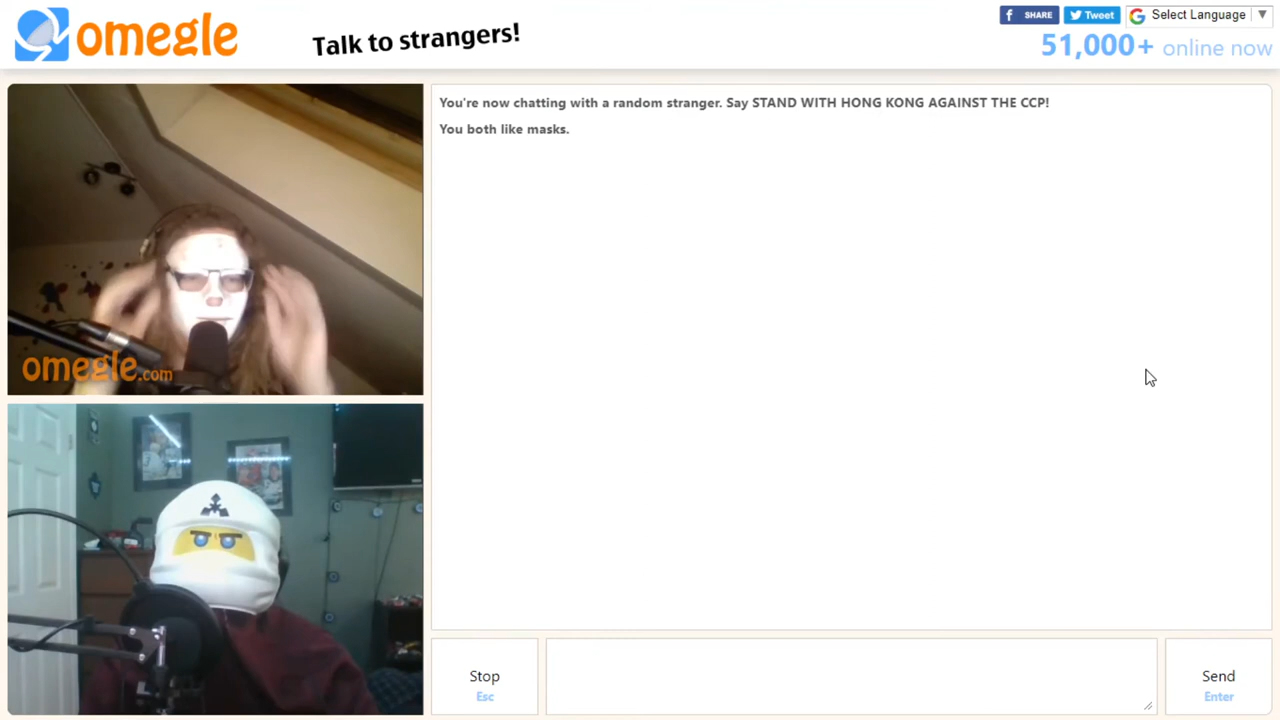 omegle
Talk to strangers!
f SHARE
Tweet
G Select Language ▼
51,000+ online now
You're now chatting with a random stranger. Say STAND WITH HONG KONG AGAINST THE CCP!
You both like masks.
omegle.com
Stop
Esc
Send
Enter